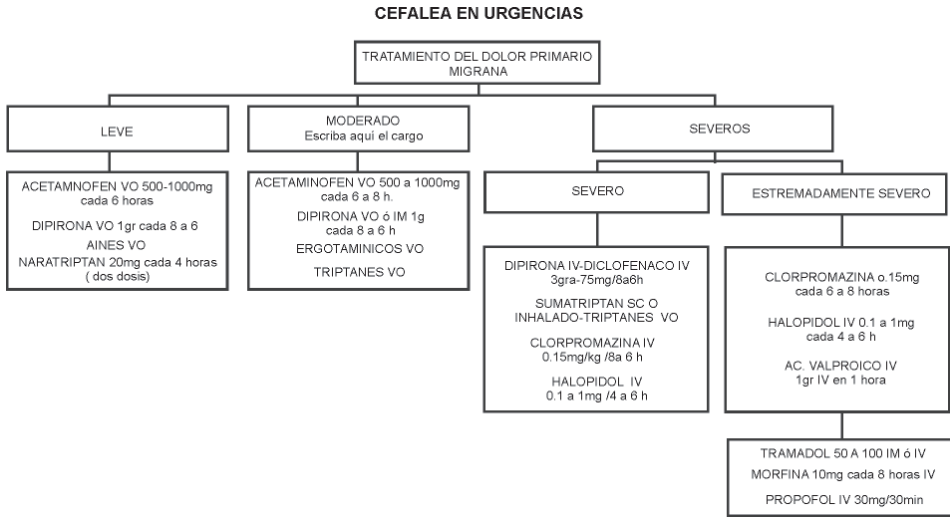 CEFALEA EN URGENCIAS
TRATAMIENTO DEL DOLOR PRIMARIO
MIGRANA
LEVE
ACETAMNOFEN VO 500-1000mg
cada 6 horas
DIPIRONA VO 1gr cada 8 a 6
AINES VO
NARATRIPTAN 20mg cada 4 horas
( dos dosis)
MODERADO
Escriba aquí el cargo
ACETAMINOFEN VO 500 a 1000mg
cada 6 a 8 h.
DIPIRONA VO ó IM 1g
cada 8 a 6 h
ERGOTAMINICOS VO
TRIPTANES VO
SEVEROS
SEVERO
DIPIRONA IV-DICLOFENACO IV
3gra-75mg/8a6h
SUMATRIPTAN SC O
INHALADO-TRIPTANES VO
CLORPROMAZINA IV
0.15mg/kg /8a 6 h
HALOPIDOL IV
0.1 a 1mg /4 a 6 h
ESTREMADAMENTE SEVERO
CLORPROMAZINA o.15mg
cada 6 a 8 horas
HALOPIDOL IV 0.1 a 1mg
cada 4 a 6 h
AC. VALPROICO IV
1gr IV en 1 hora
TRAMADOL 50 A 100 IM ó IV
MORFINA 10mg cada 8 horas IV
PROPOFOL IV 30mg/30min